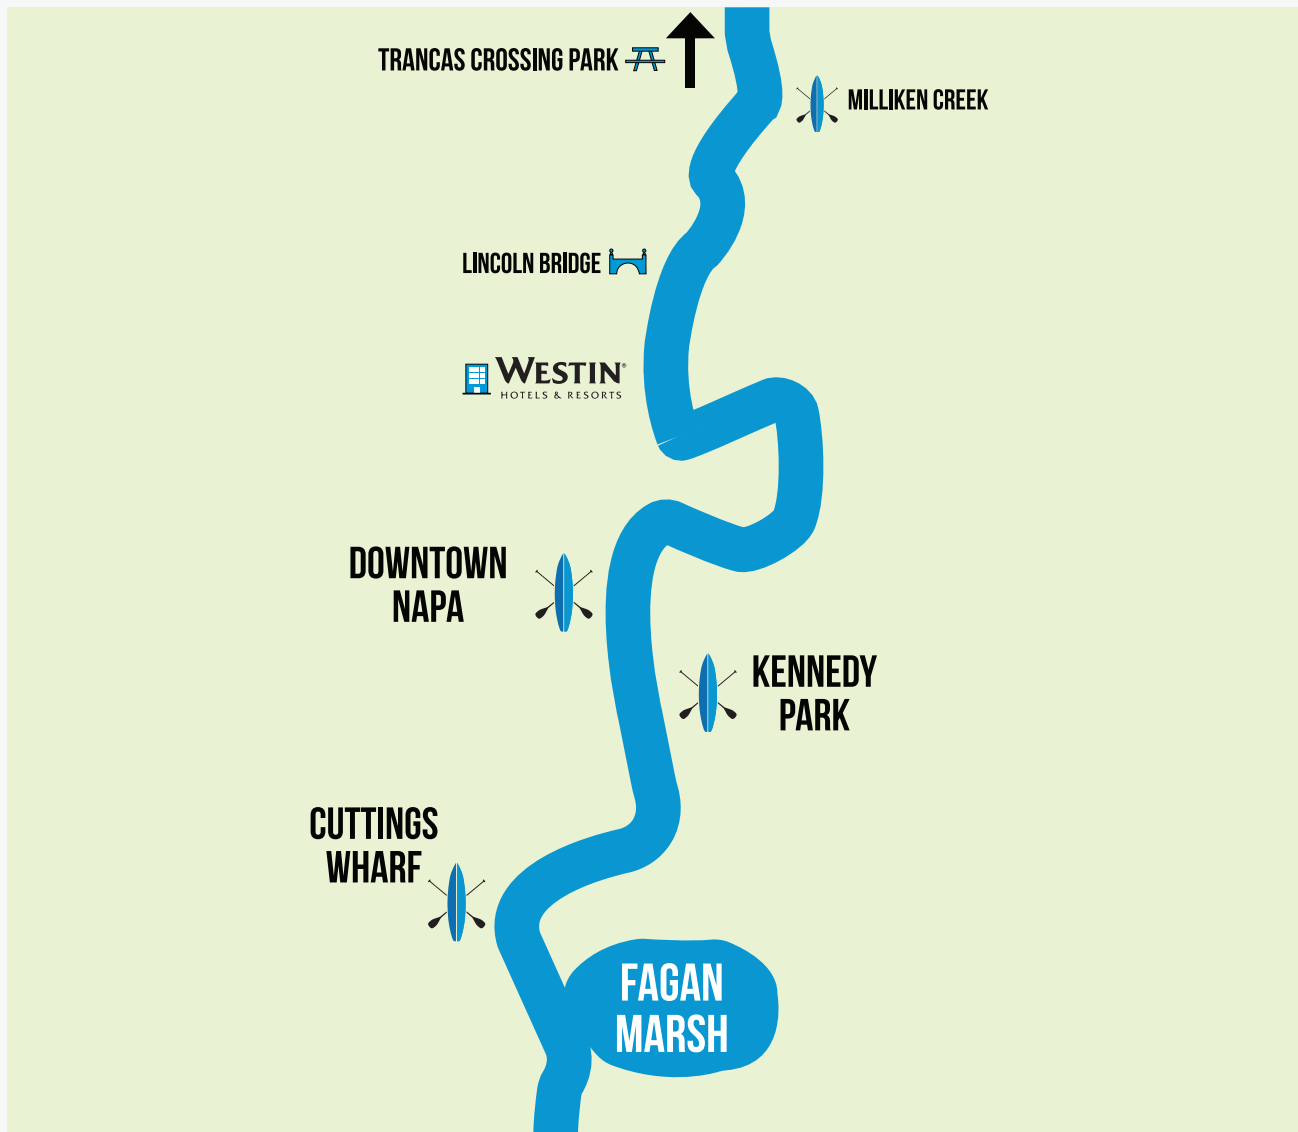 TRANCAS CROSSING PARK
MILLIKEN CREEK
LINCOLN BRIDGE
WESTIN®
HOTELS & RESORTS
DOWNTOWN
NAPA
KENNEDY
PARK
CUTTINGS
WHARF
FAGAN
MARSH